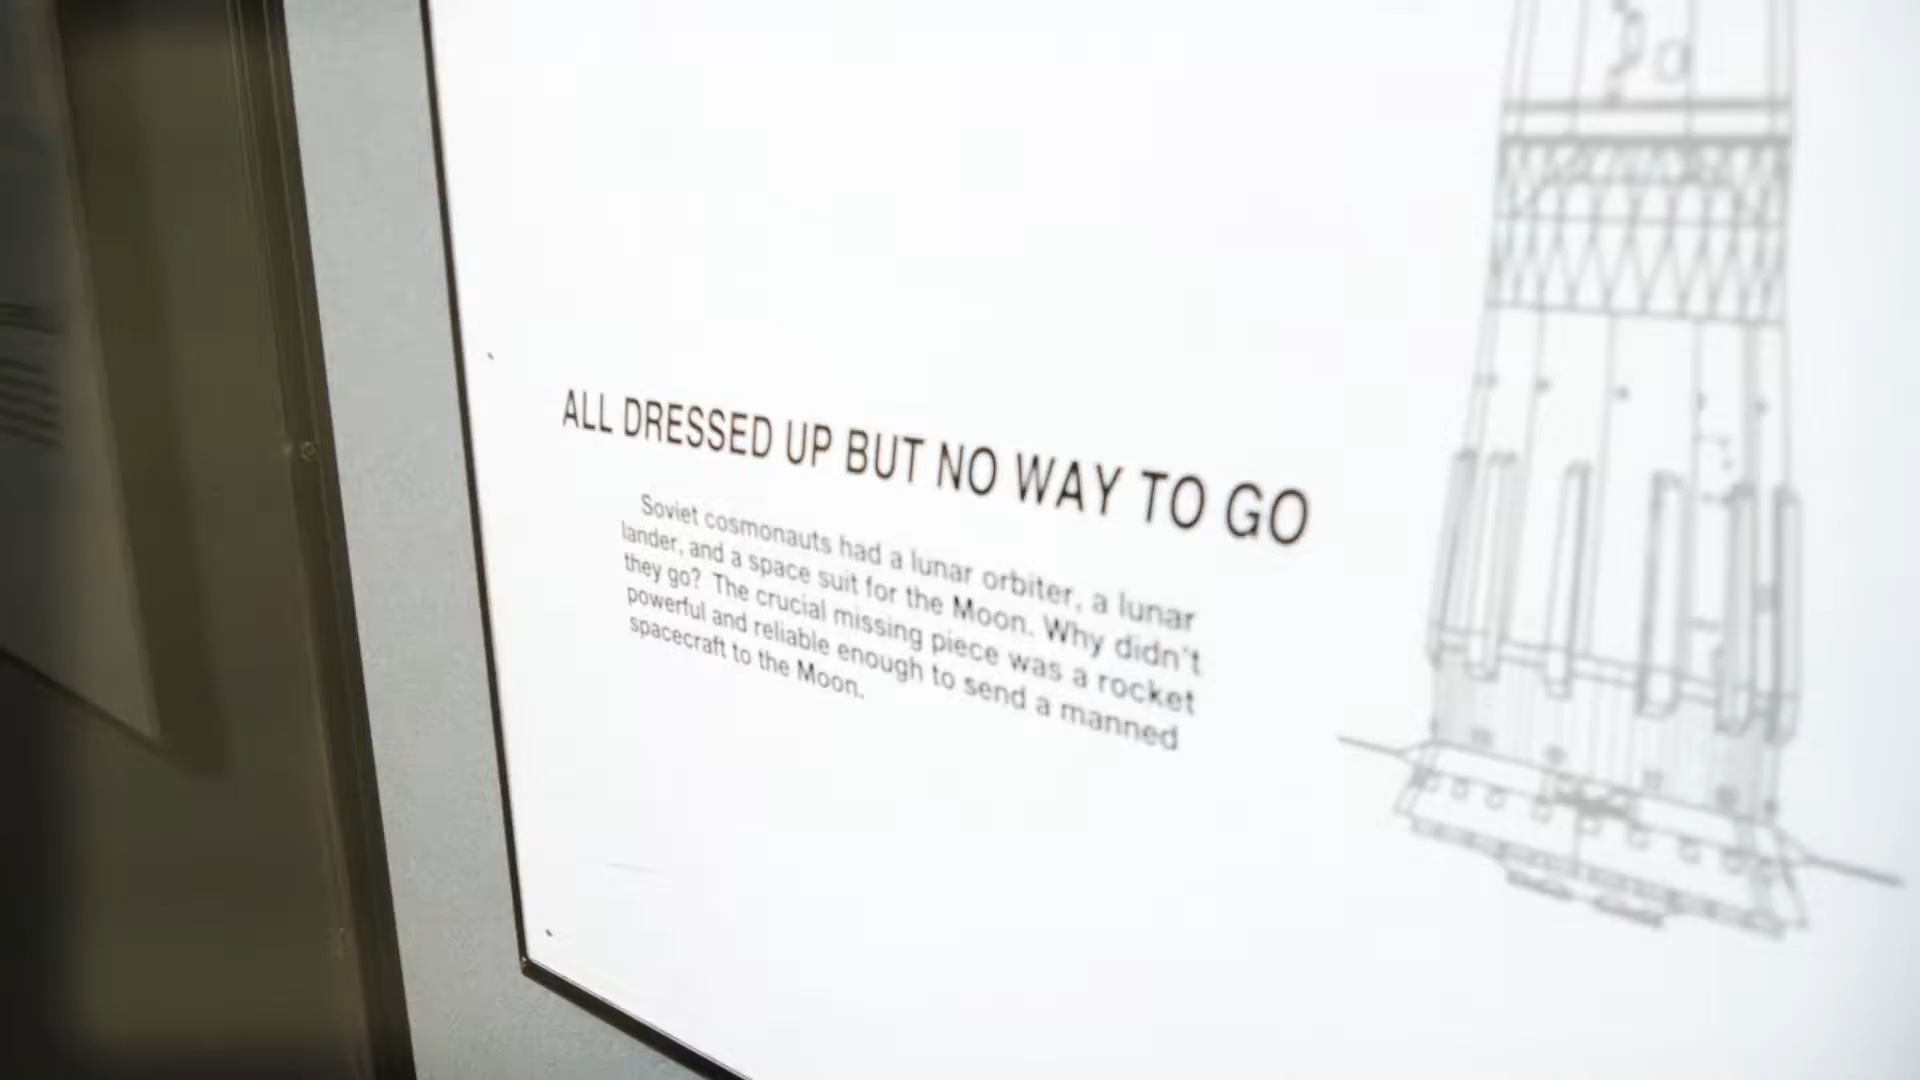 ALL DRESSED UP BUT NO WAY TO GO
Soviet cosmonauts had a lunar orbiter, a lunar
lander, and a space suit for the Moon. Why didn't
they go? The crucial missing piece was a rocket
powerful and reliable enough to send a manned
spacecraft to the Moon.